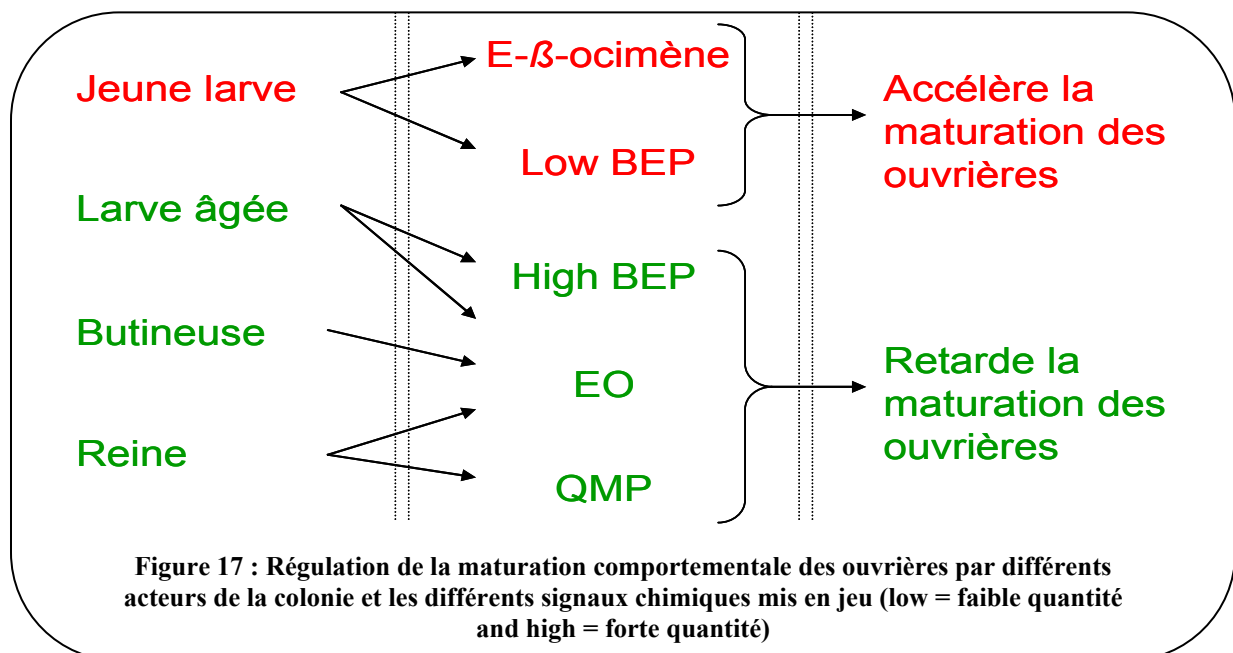 Jeune larve
Larve âgée
Butineuse
Reine
E-ß-ocimène
Low BEP
High BEP
EO
QMP
Accélère la
maturation des
ouvrières
Retarde la
maturation des
ouvrières
Figure 17 : Régulation de la maturation comportementale des ouvrières par différents
acteurs de la colonie et les différents signaux chimiques mis en jeu (low = faible quantité
and high = forte quantité)